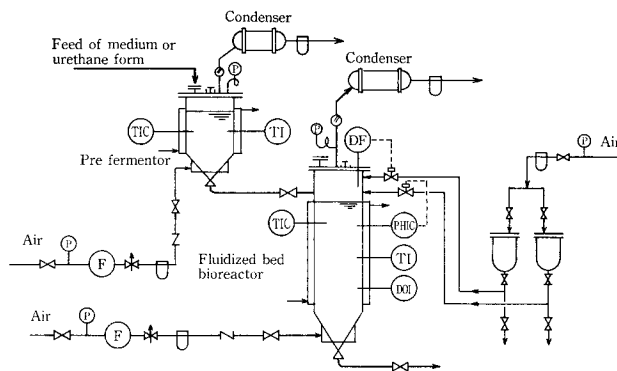 Condenser
Feed of medium or
urethane form
P
Condenser
TIC
TI
P
DF
P
Air
Pre fermentor
TIC
PHIC
Air
P
F
Fluidized bed
bioreactor
TI
DOI
Air
P
F